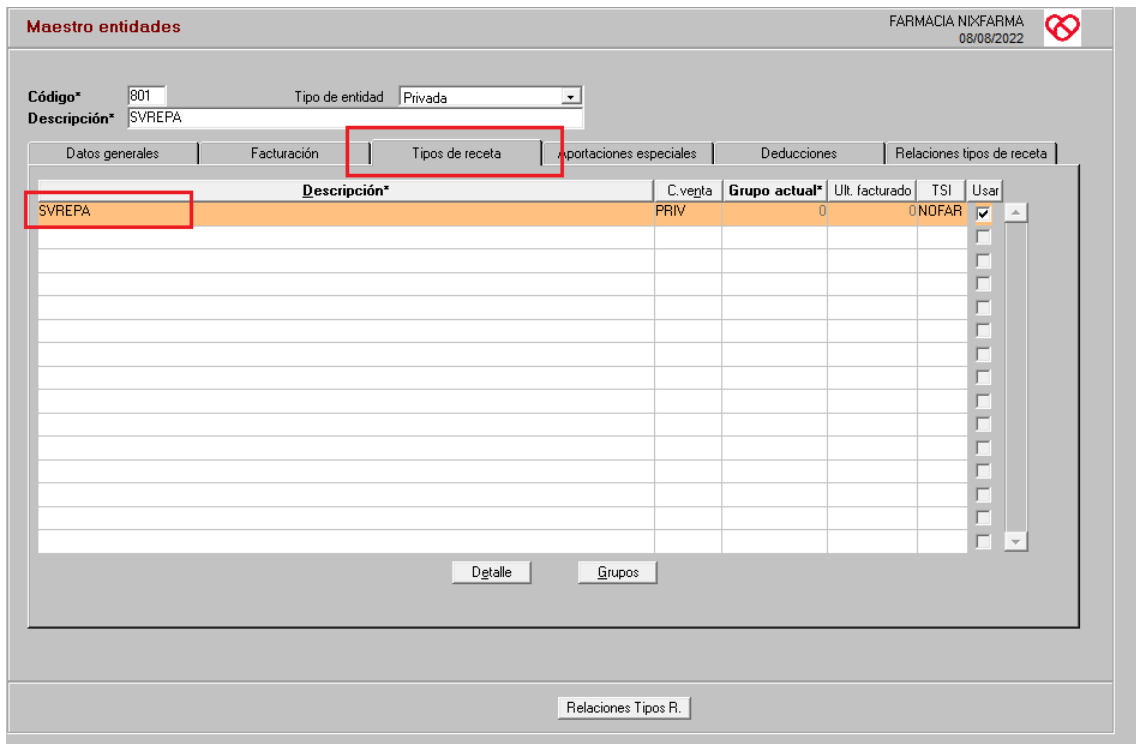 Maestro entidades
FARMACIA NIXFARMA
08/08/2022
Código* 801 Tipo de entidad Privada
Descripción* SVREPA
Datos generales Facturación Tipos de receta Aportaciones especiales Deducciones Relaciones tipos de receta
Descripción* C.venta Grupo actual* Ult. facturado TSI Usar
SVREPA PRIV 0 0 NOFAR
Detalle Grupos
Relaciones Tipos R.